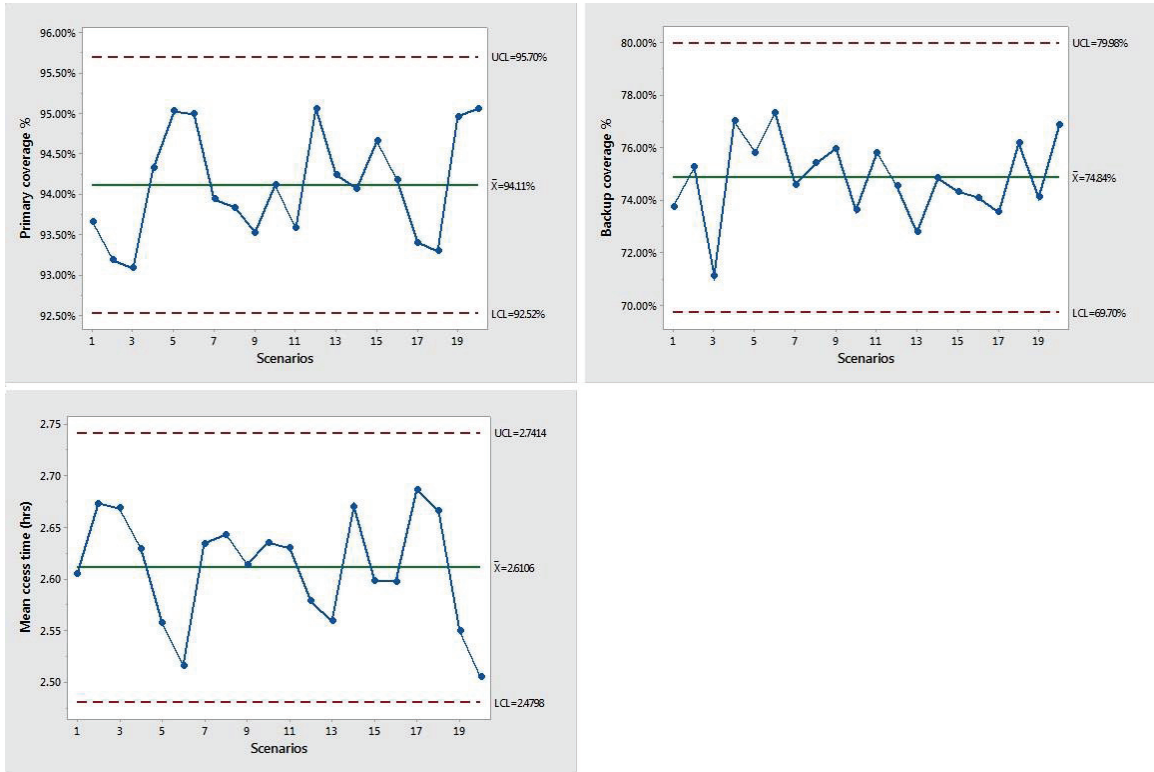 Primary coverage %
96.00%
95.50%
95.00%
94.50%
94.00%
93.50%
93.00%
92.50%
UCL=95.70%
X̄=94.11%
LCL=92.52%
1 3 5 7 9 11 13 15 17 19
Scenarios
Backup coverage %
80.00%
78.00%
76.00%
74.00%
72.00%
70.00%
UCL=79.98%
X̄=74.84%
LCL=69.70%
1 3 5 7 9 11 13 15 17 19
Scenarios
Mean ccess time (hrs)
2.75
2.70
2.65
2.60
2.55
2.50
UCL=2.7414
X̄=2.6106
LCL=2.4798
1 3 5 7 9 11 13 15 17 19
Scenarios